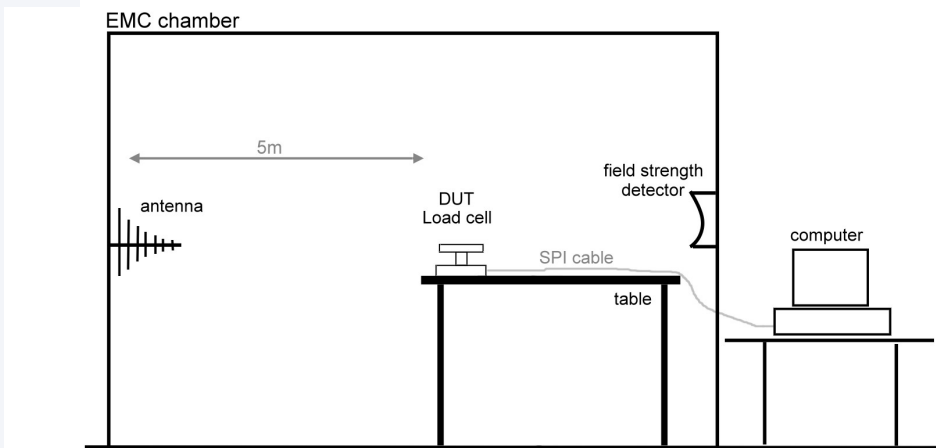 EMC chamber
5m
antenna
DUT
Load cell
field strength
detector
SPI cable
computer
table